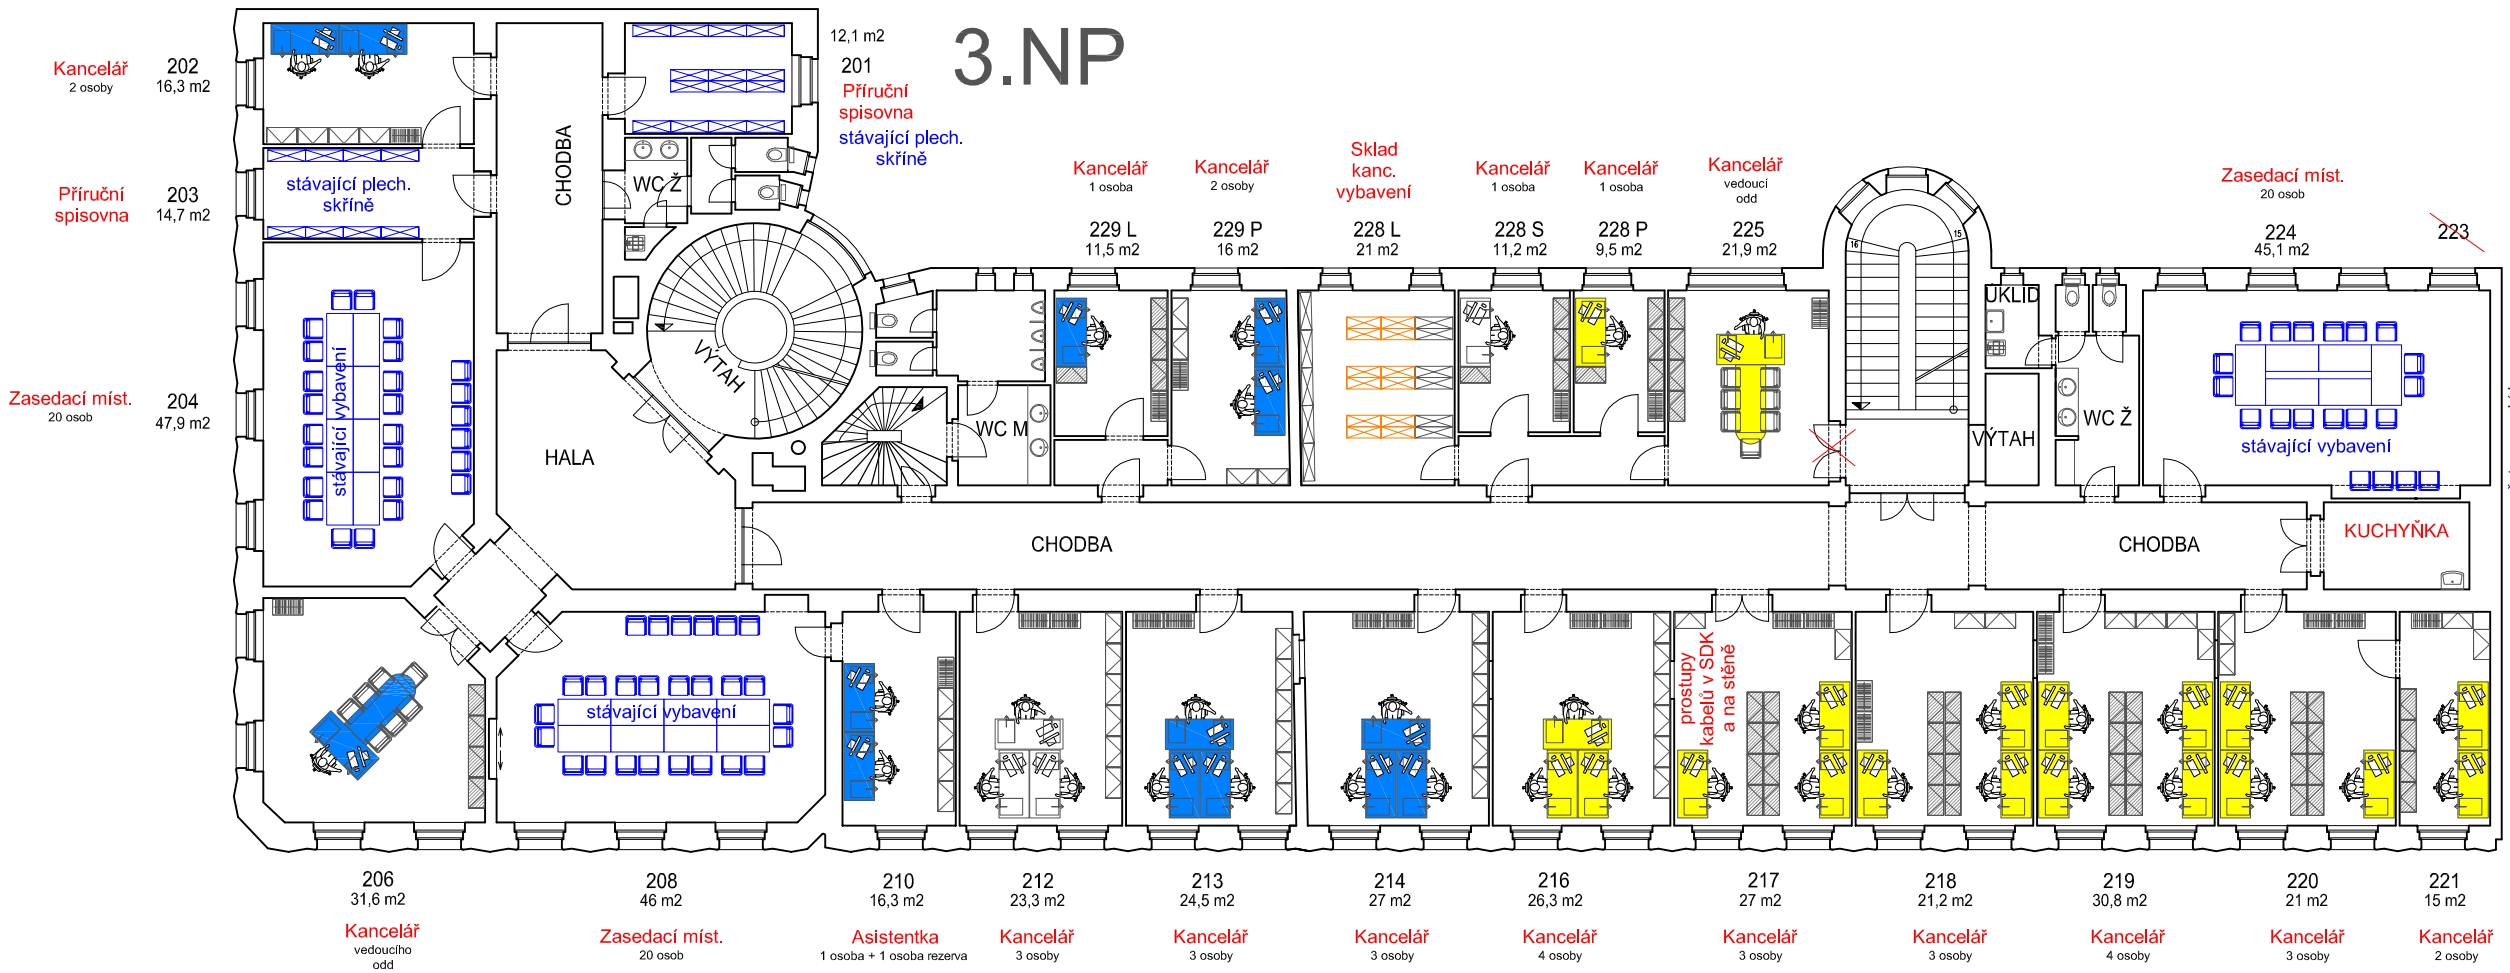 3.NP
Kancelář
2 osoby
202
16,3 m2
12,1 m2
201
Příruční
spisovna
stávající plech.
skříně
CHODBA
WC Ž
Příruční
spisovna
203
14,7 m2
stávající plech.
skříně
Kancelář
1 osoba
229 L
11,5 m2
Kancelář
2 osoby
229 P
16 m2
Sklad
kanc.
vybavení
228 L
21 m2
Kancelář
1 osoba
228 S
11,2 m2
Kancelář
1 osoba
228 P
9,5 m2
Kancelář
vedoucí
odd
225
21,9 m2
Zasedací míst.
20 osob
224
45,1 m2
223
16
15
ÚKLID
VÝTAH
Zasedací míst.
20 osob
204
47,9 m2
stávající vybavení
stávající vybavení
HALA
WC M
VÝTAH
WC Ž
stávající vybavení
CHODBA
CHODBA
KUCHYŇKA
stávající vybavení
prostupy
kabelů v SDK
a na stěně
206
31,6 m2
Kancelář
vedoucího
odd
208
46 m2
Zasedací míst.
20 osob
210
16,3 m2
Asistentka
1 osoba + 1 osoba rezerva
212
23,3 m2
Kancelář
3 osoby
213
24,5 m2
Kancelář
3 osoby
214
27 m2
Kancelář
3 osoby
216
26,3 m2
Kancelář
4 osoby
217
27 m2
Kancelář
3 osoby
218
21,2 m2
Kancelář
3 osoby
219
30,8 m2
Kancelář
4 osoby
220
21 m2
Kancelář
3 osoby
221
15 m2
Kancelář
2 osoby